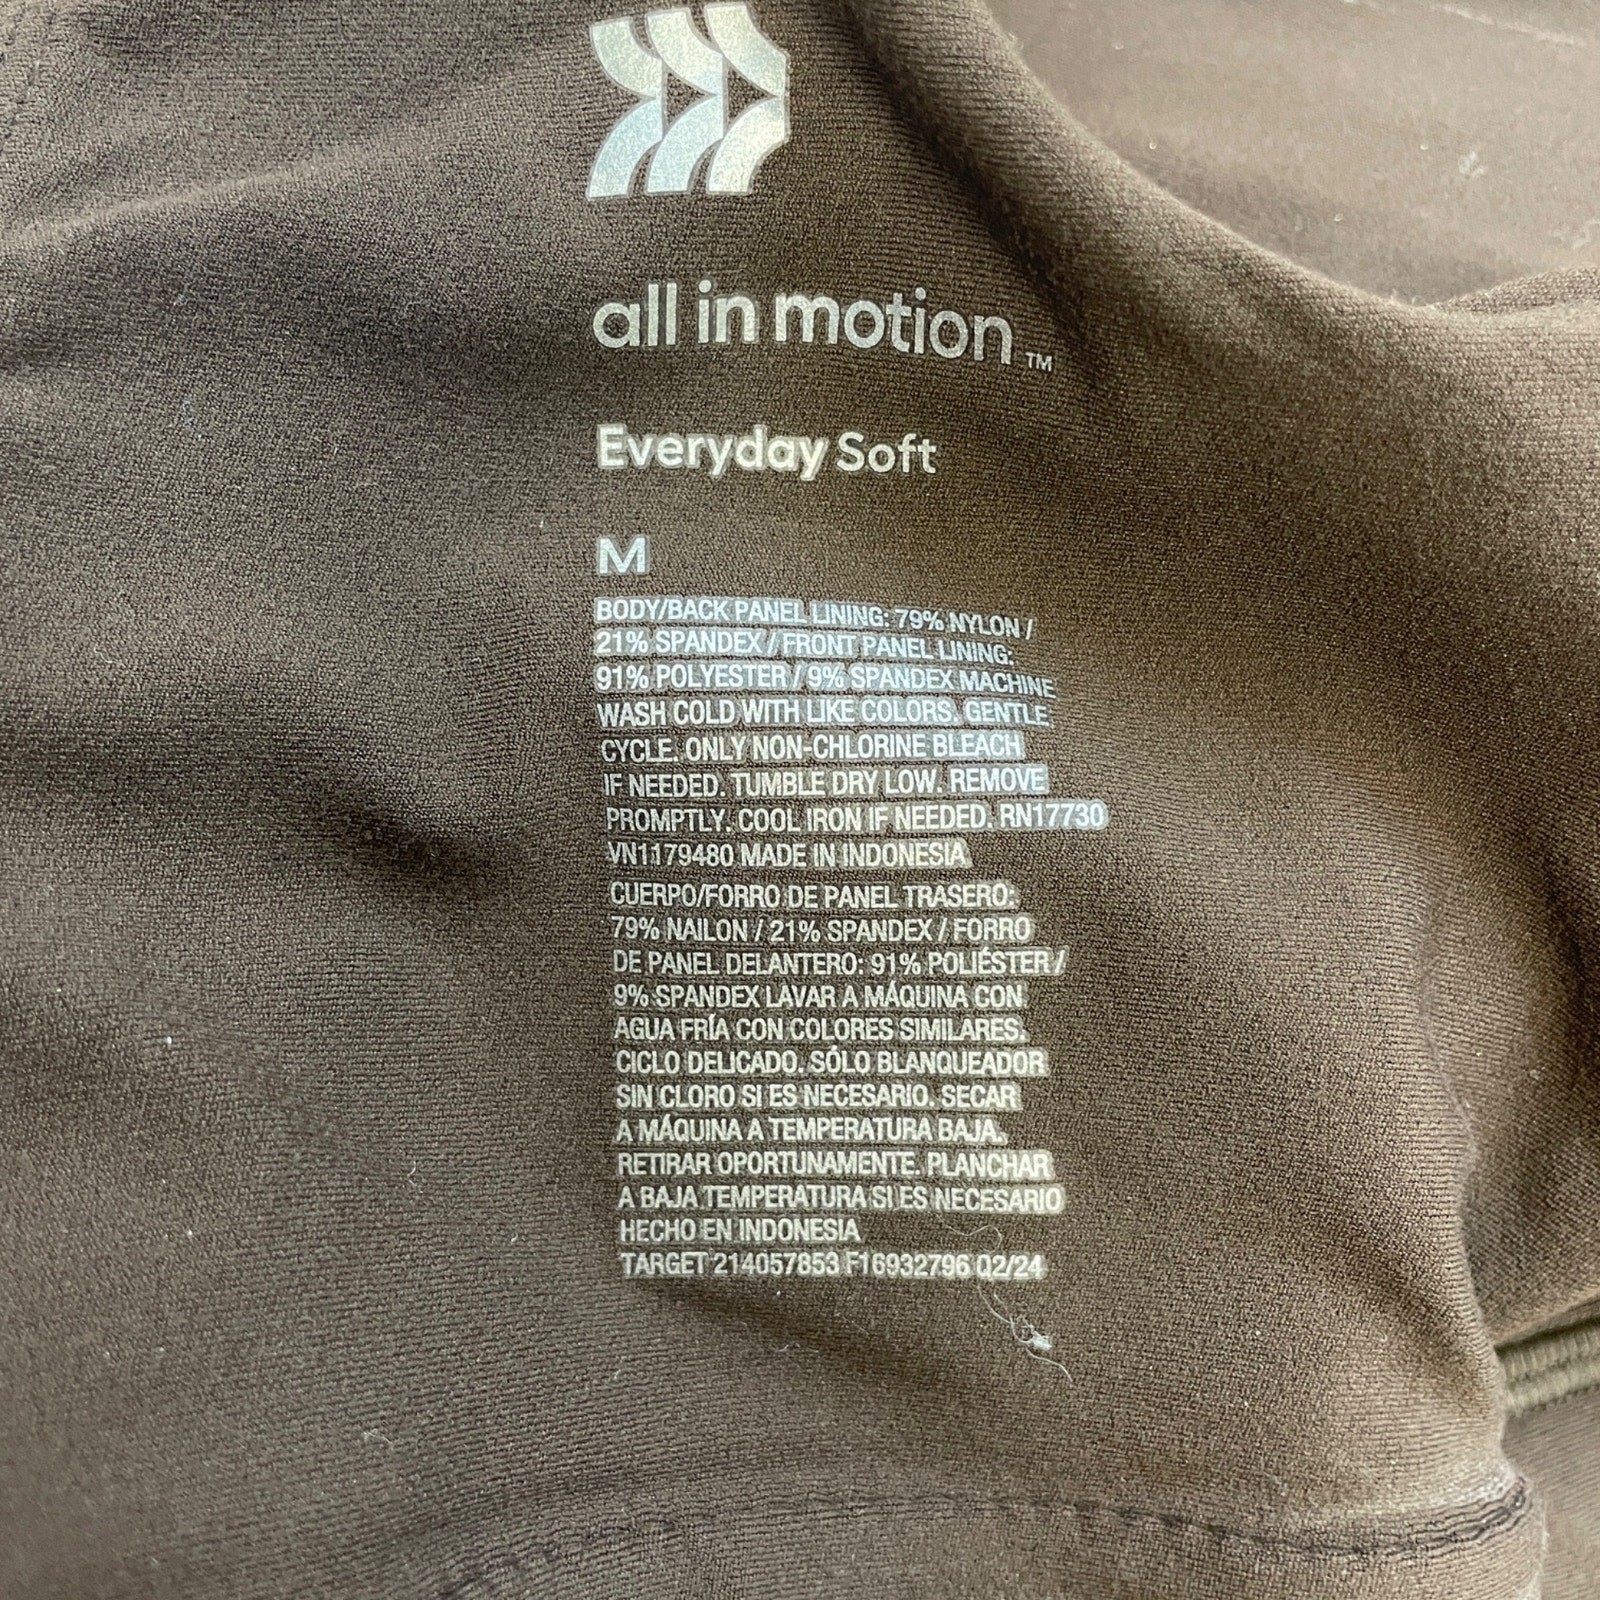 all in motion ™
Everyday Soft
M
BODY/BACK PANEL LINING: 79% NYLON /
21% SPANDEX / FRONT PANEL LINING:
91% POLYESTER / 9% SPANDEX MACHINE
WASH COLD WITH LIKE COLORS. GENTLE
CYCLE. ONLY NON-CHLORINE BLEACH
IF NEEDED. TUMBLE DRY LOW. REMOVE
PROMPTLY. COOL IRON IF NEEDED. RN17730
VN1179480 MADE IN INDONESIA
CUERPO/FORRO DE PANEL TRASERO:
79% NAILON / 21% SPANDEX / FORRO
DE PANEL DELANTERO: 91% POLIÉSTER /
9% SPANDEX LAVAR A MÁQUINA CON
AGUA FRÍA CON COLORES SIMILARES.
CICLO DELICADO. SÓLO BLANQUEADOR
SIN CLORO SI ES NECESARIO. SECAR
A MÁQUINA A TEMPERATURA BAJA.
RETIRAR OPORTUNAMENTE. PLANCHAR
A BAJA TEMPERATURA SI ES NECESARIO
HECHO EN INDONESIA
TARGET 214057853 F16932796 Q2/24